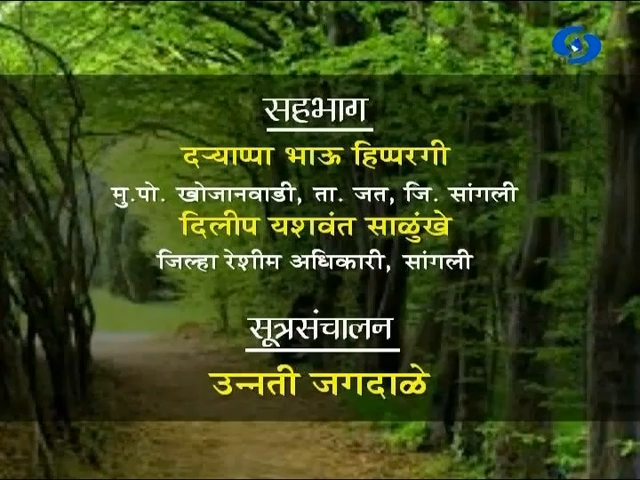 सहभाग
दऱ्याप्पा भाऊ हिप्परगी
मु.पो. खोजानवाडी, ता. जत, जि. सांगली
दिलीप यशवंत साळुंखे
जिल्हा रेशीम अधिकारी, सांगली
सूत्रसंचालन
उन्नती जगदाळे